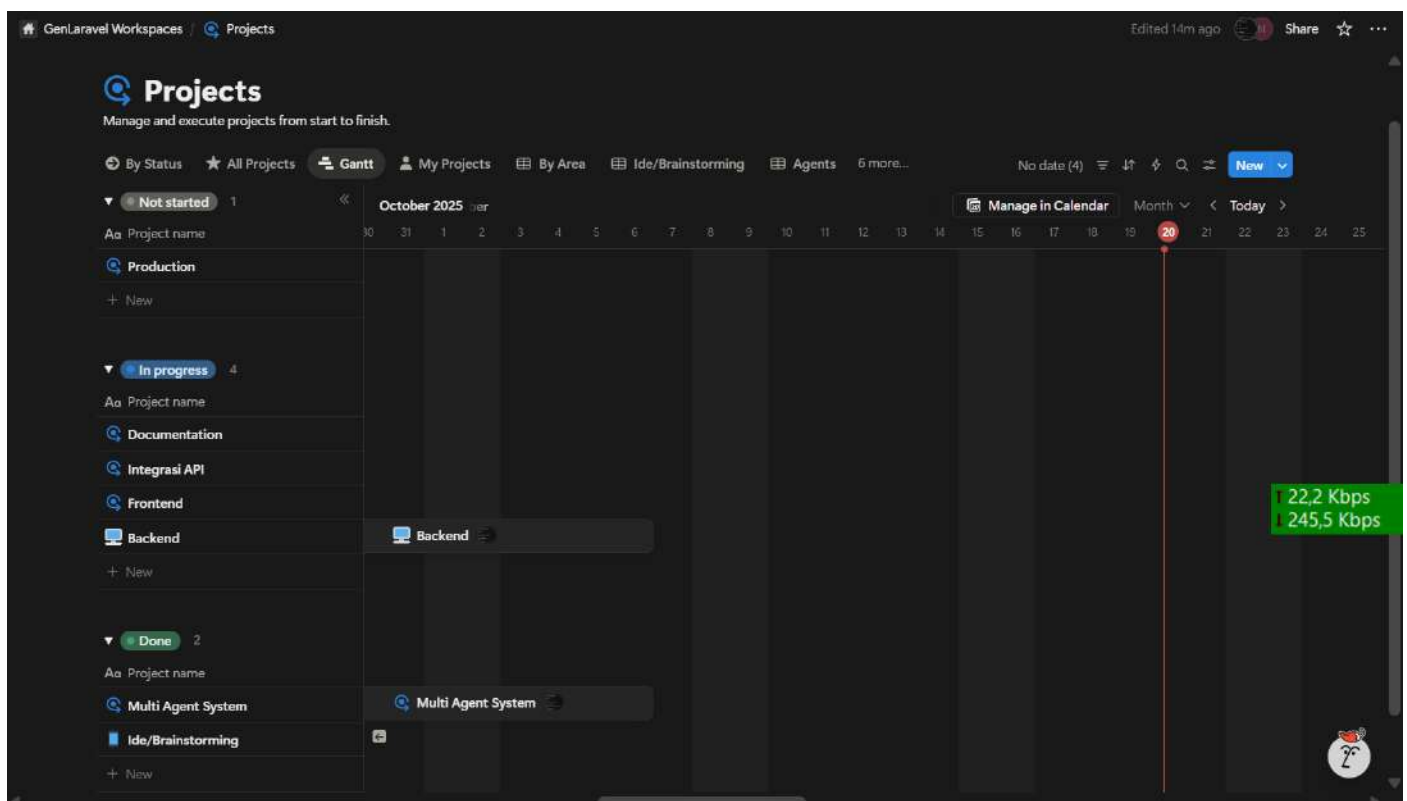 GenLaravel Workspaces / Projects
Edited 14m ago
Share
Projects
Manage and execute projects from start to finish.
By Status All Projects Gantt My Projects By Area Ide/Brainstorming Agents 6 more...
No date (4) New
Not started 1
October 2025
Manage in Calendar Month Today
Aa Project name
30 31 1 2 3 4 5 6 7 8 9 10 11 12 13 14 15 16 17 18 19 20 21 22 23 24 25
Production
+ New
In progress 4
Aa Project name
Documentation
Integrasi API
Frontend
22,2 Kbps
245,5 Kbps
Backend
Backend
+ New
Done 2
Aa Project name
Multi Agent System
Multi Agent System
Ide/Brainstorming
+ New